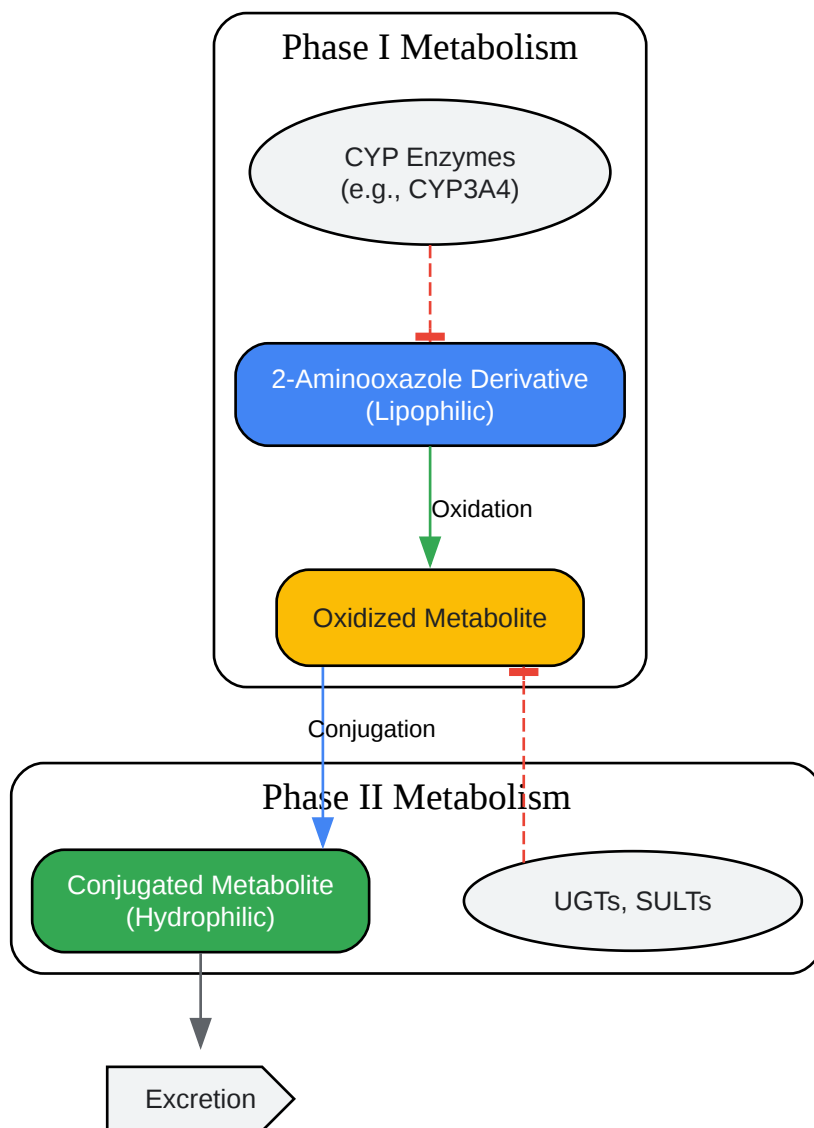 Phase I Metabolism
CYP Enzymes
(e.g., CYP3A4)
2-Aminooxazole Derivative
(Lipophilic)
Oxidation
Oxidized Metabolite
Conjugation
Phase II Metabolism
Conjugated Metabolite
(Hydrophilic)
UGTs, SULTs
Excretion